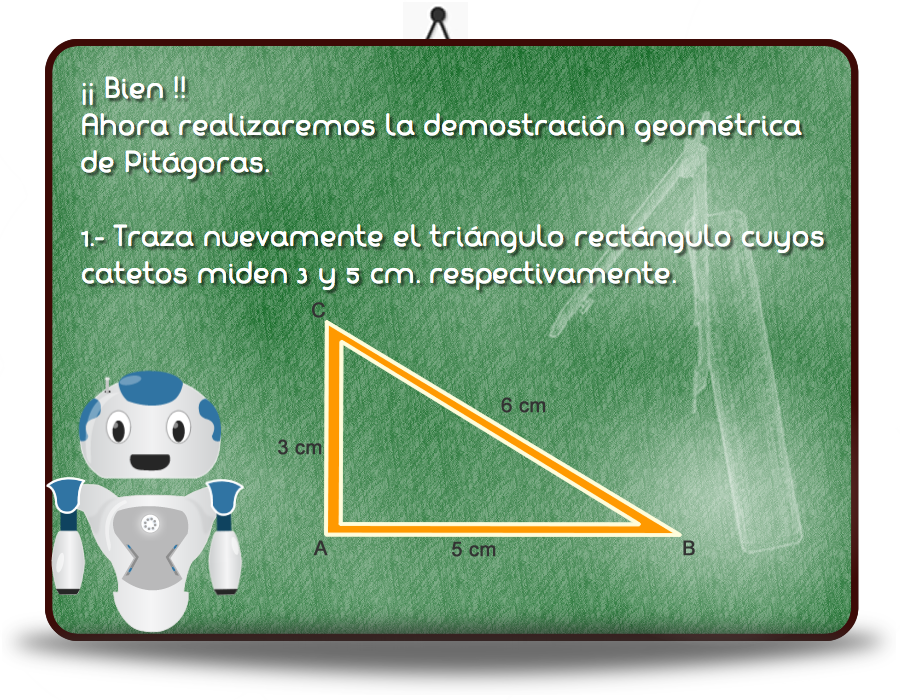 ¡¡ Bien !!
Ahora realizaremos la demostración geométrica
de Pitágoras.
1.- Traza nuevamente el triángulo rectángulo cuyos
catetos miden 3 y 5 cm. respectivamente.
C
6 cm
3 cm
A
5 cm
B